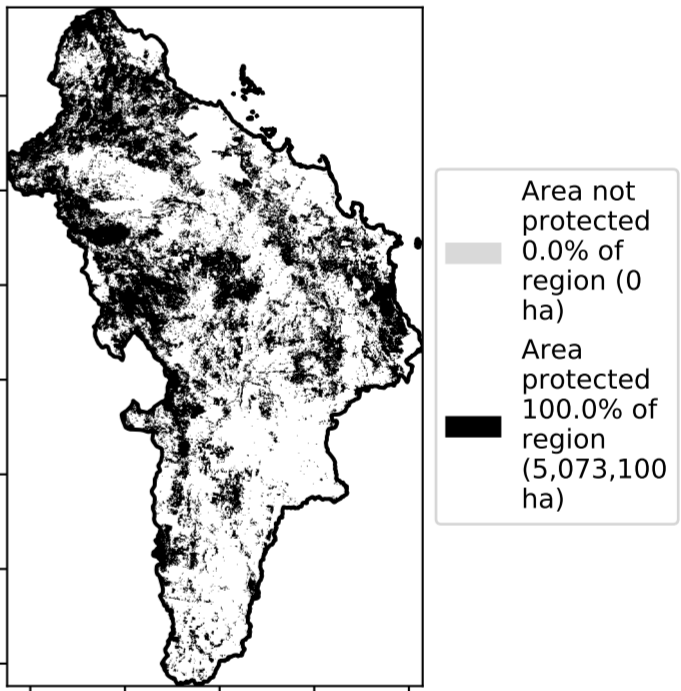 Area not
protected
0.0% of
region (0
ha)
Area
protected
100.0% of
region
(5,073,100
ha)